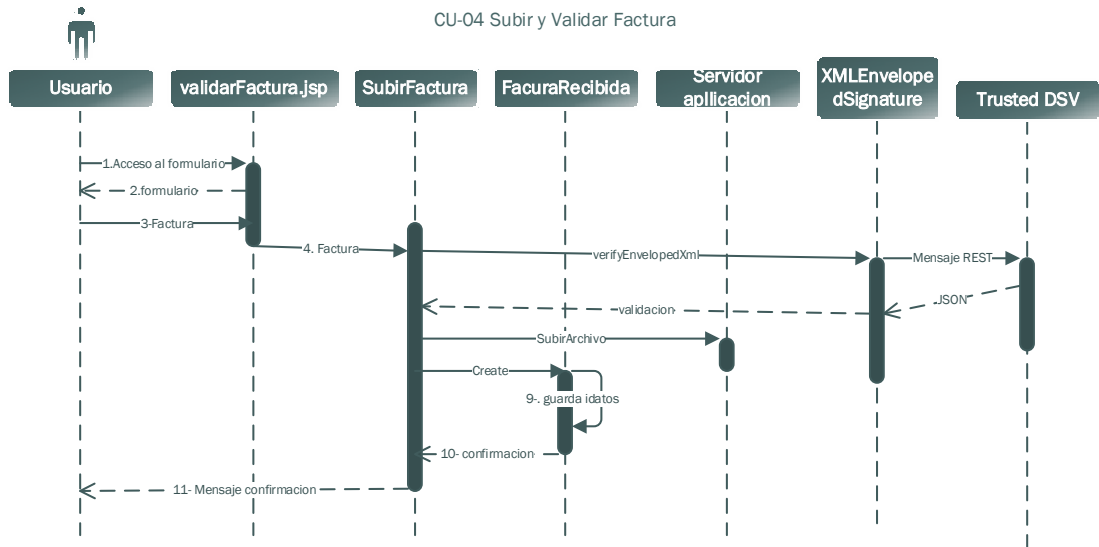 CU-04 Subir y Validar Factura
Usuario
validarFactura.jsp
SubirFactura
FacuraRecibida
Servidor
apllicacion
XMLEnvelope
dSignature
Trusted DSV
1.Acceso al formulario
2.formulario
3-Factura
4. Factura
verifyEnvelopedXml
Mensaje REST
JSON
validacion
SubirArchivo
Create
9-. guarda idatos
10- confirmacion
11- Mensaje confirmacion